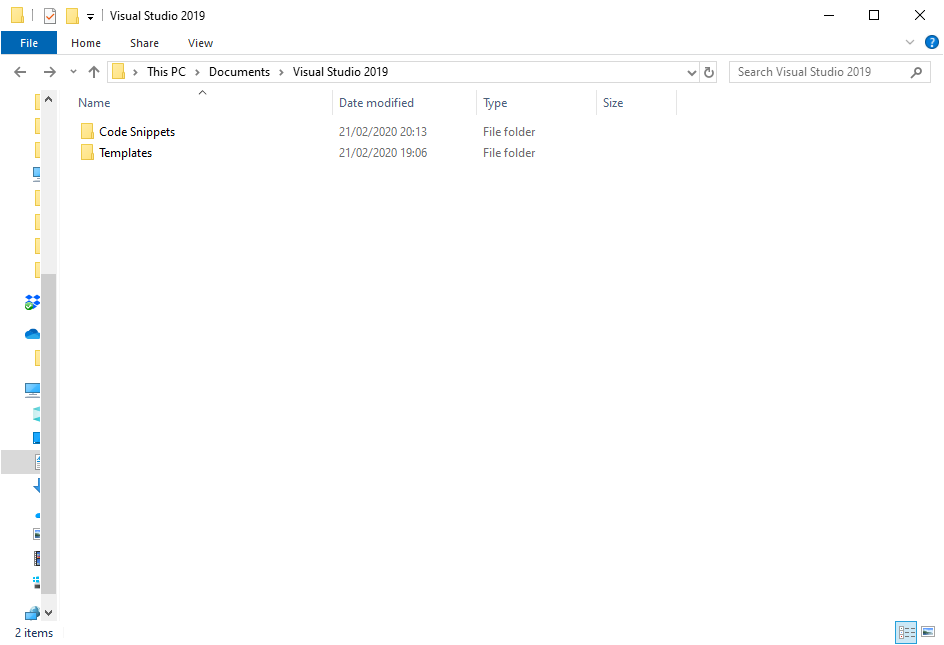 Visual Studio 2019
File Home Share View
This PC Documents Visual Studio 2019 Search Visual Studio 2019
Name Date modified Type Size
Code Snippets 21/02/2020 20:13 File folder
Templates 21/02/2020 19:06 File folder
2 items